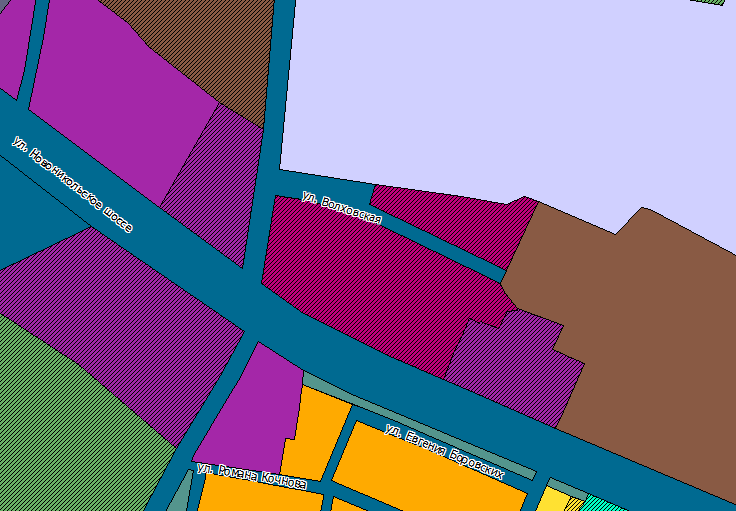 ул. Новоникольское шоссе
ул. Волховская
ул. Евгения Боровских
ул. Романа Кочнова